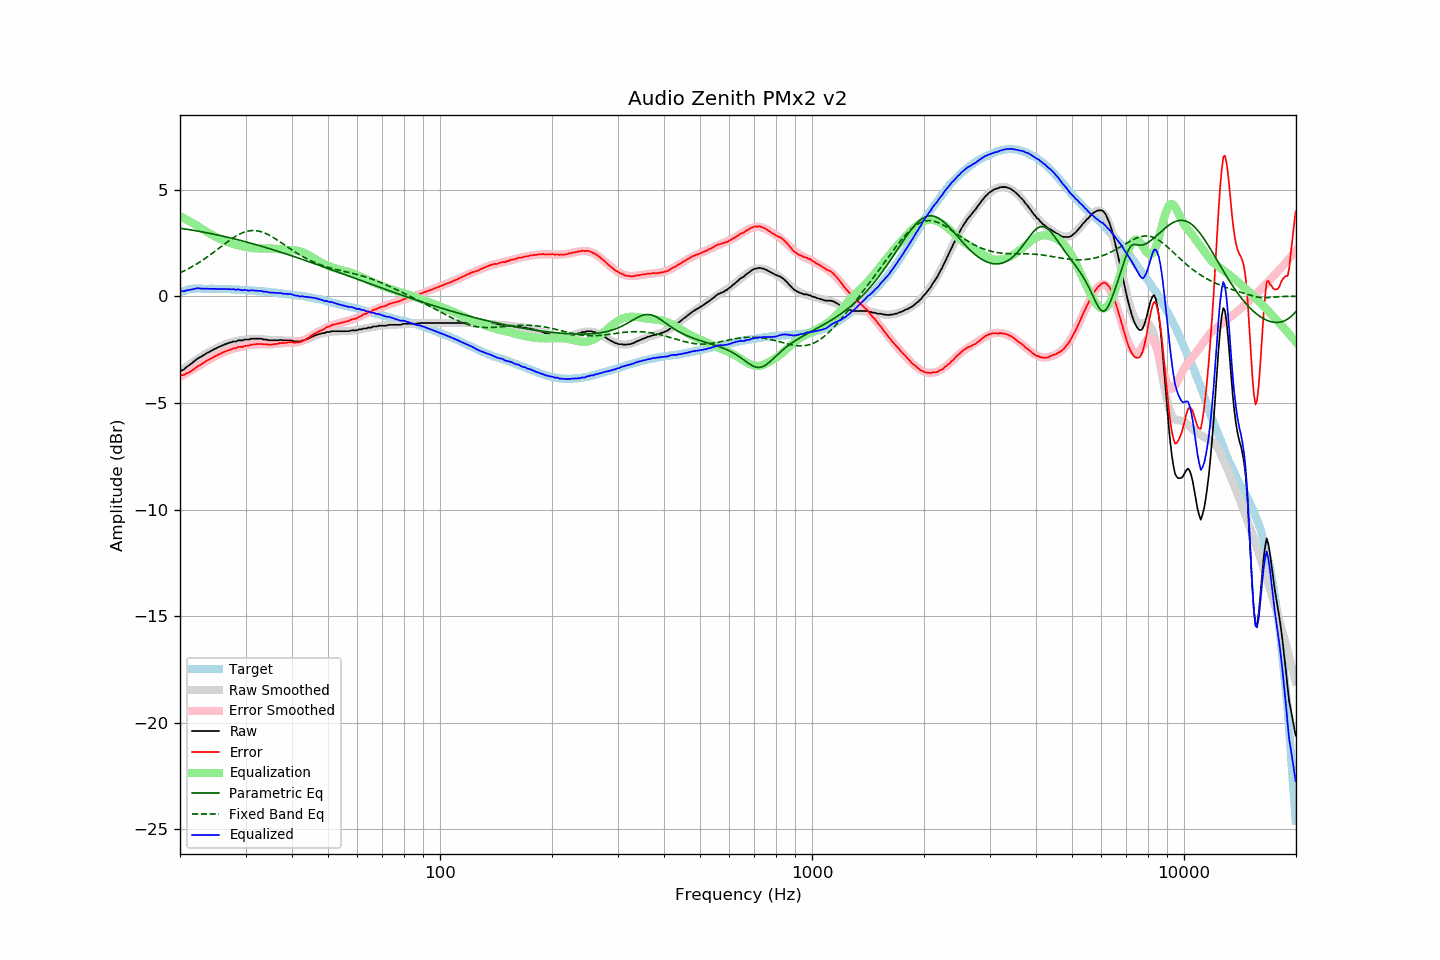 Audio Zenith PMx2 v2
5
0
−5
−10
−15
−20
−25
Amplitude (dBr)
Target
Raw Smoothed
Error Smoothed
Raw
Error
Equalization
Parametric Eq
Fixed Band Eq
Equalized
100
1000
10000
Frequency (Hz)